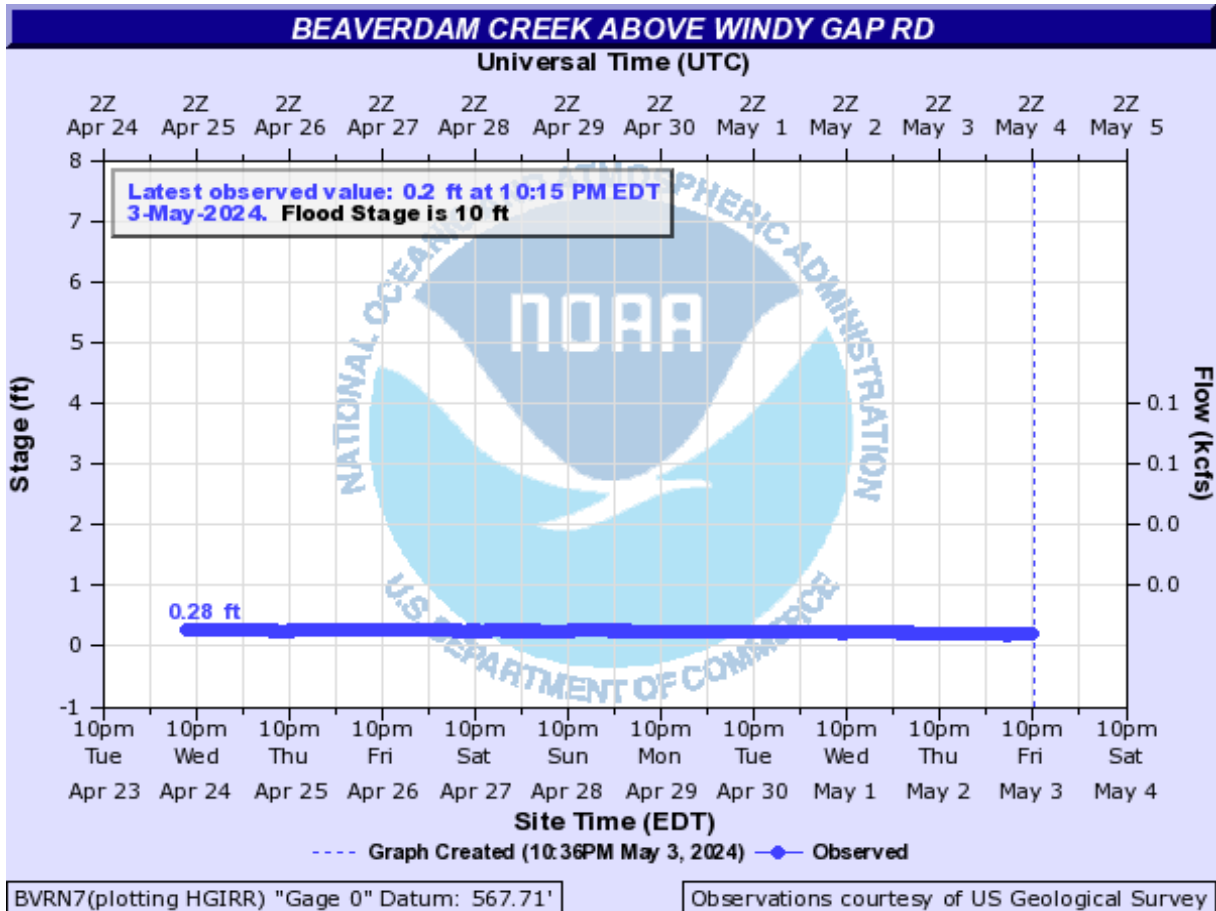 BEAVERDAM CREEK ABOVE WINDY GAP RD
Universal Time (UTC)
2Z 2Z 2Z 2Z 2Z 2Z 2Z 2Z 2Z 2Z 2Z 2Z
Apr 24 Apr 25 Apr 26 Apr 27 Apr 28 Apr 29 Apr 30 May 1 May 2 May 3 May 4 May 5
Latest observed value: 0.2 ft at 10:15 PM EDT
3-May-2024. Flood Stage is 10 ft
NATIONAL OCEANIC AND ATMOSPHERIC ADMINISTRATION
NOAA
U.S. DEPARTMENT OF COMMERCE
Stage (ft)
8
7
6
5
4
3
2
1
0
-1
0.28 ft
Flow (kcfs)
0.1
0.1
0.0
0.0
10pm 10pm 10pm 10pm 10pm 10pm 10pm 10pm 10pm 10pm 10pm 10pm
Tue Wed Thu Fri Sat Sun Mon Tue Wed Thu Fri Sat
Apr 23 Apr 24 Apr 25 Apr 26 Apr 27 Apr 28 Apr 29 Apr 30 May 1 May 2 May 3 May 4
Site Time (EDT)
Graph Created (10:36PM May 3, 2024) Observed
BVRN7(plotting HGIRR) "Gage 0" Datum: 567.71'
Observations courtesy of US Geological Survey